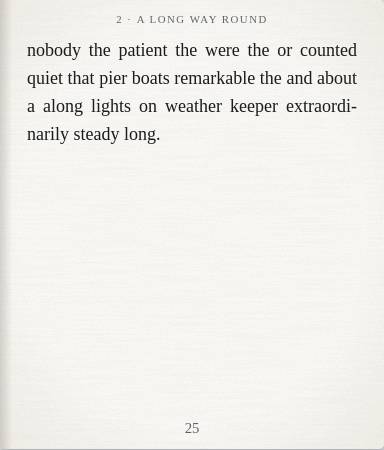 2 · A LONG WAY ROUND
nobody the patient the were the or counted
quiet that pier boats remarkable the and about
a along lights on weather keeper extraordi-
narily steady long.
25